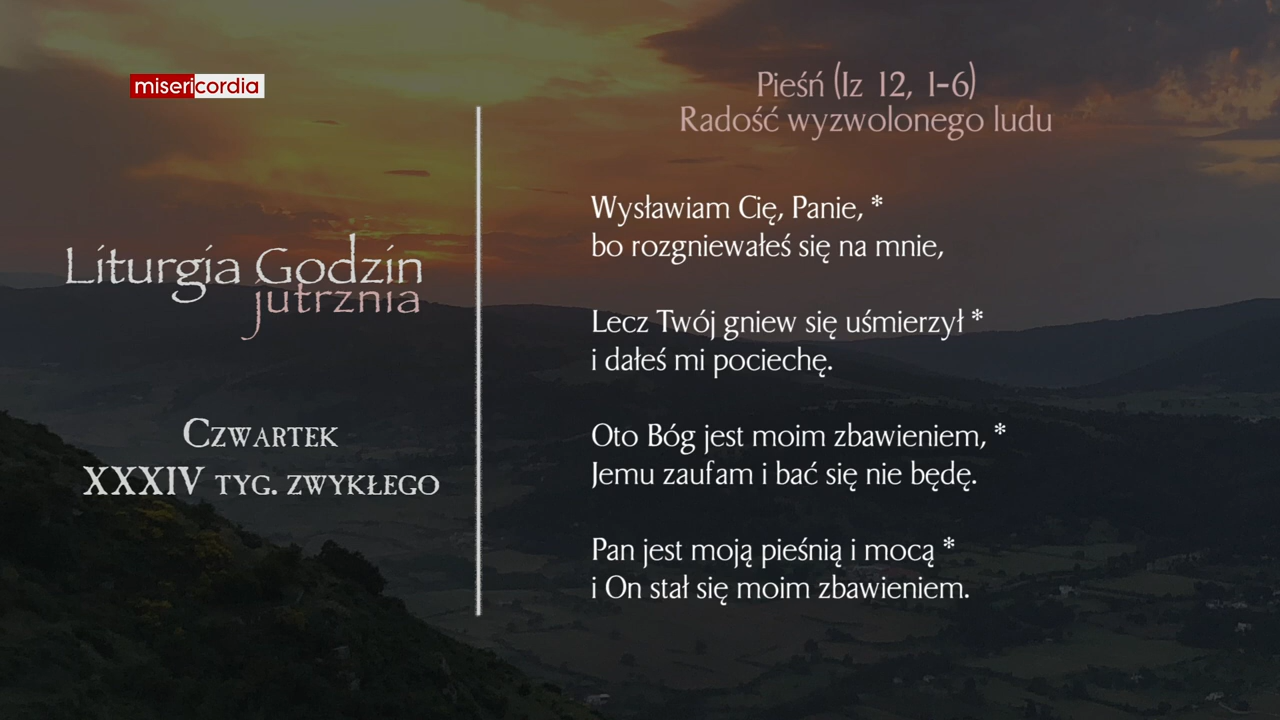 misericordia
Liturgia Godzin
jutrznia
Czwartek
XXXIV tyg. zwykłego
Pieśń (Iz 12, 1-6)
Radość wyzwolonego ludu
Wysławiam Cię, Panie, *
bo rozgniewałeś się na mnie,
Lecz Twój gniew się uśmierzył *
i dałeś mi pociechę.
Oto Bóg jest moim zbawieniem, *
Jemu zaufam i bać się nie będę.
Pan jest moją pieśnią i mocą *
i On stał się moim zbawieniem.